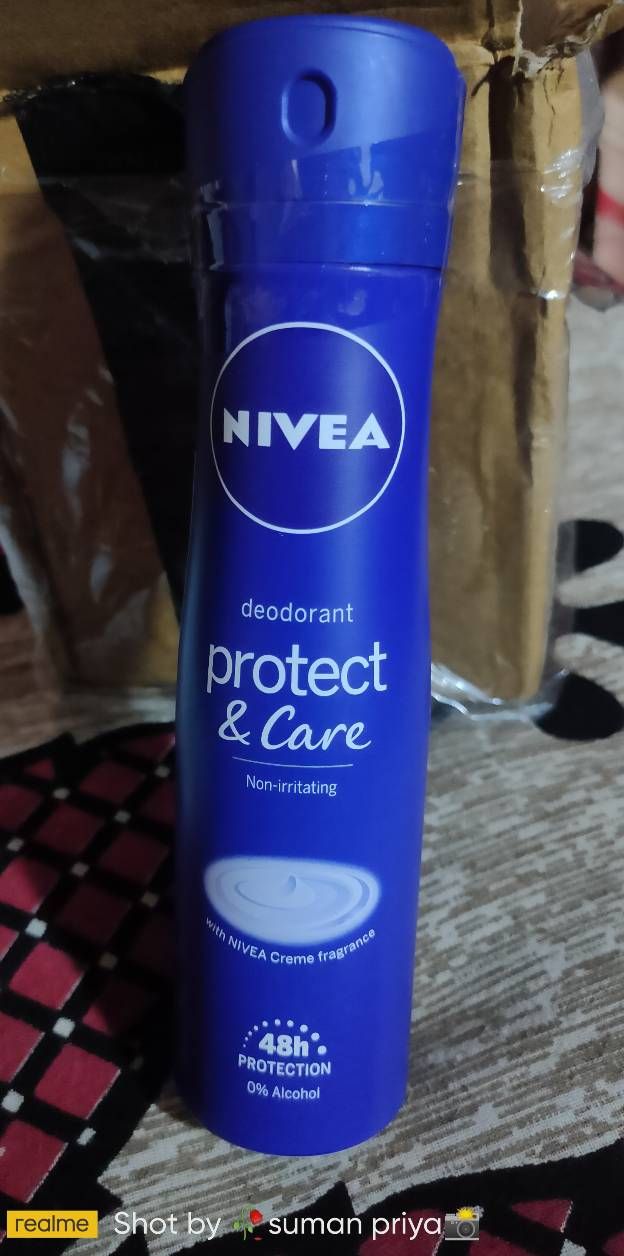 NIVEA
deodorant
protect
& Care
Non-irritating
with NIVEA Creme fragrance
48h
PROTECTION
0% Alcohol
realme Shot by 🥀suman priya📸